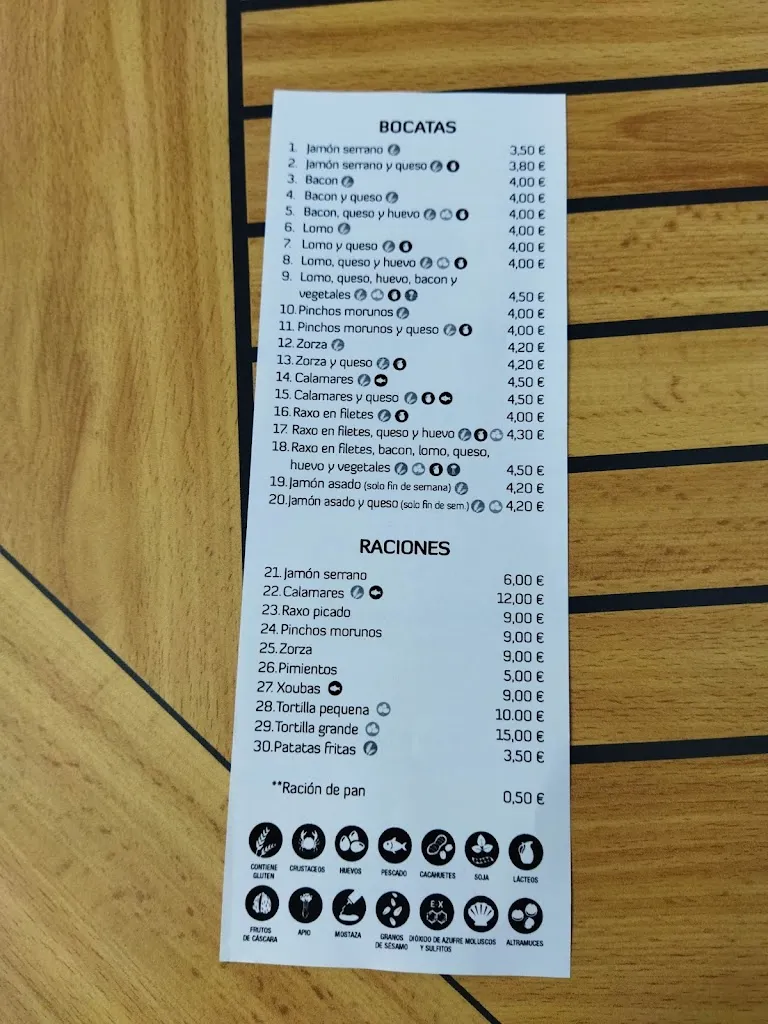 BOCATAS
1. Jamón serrano 3,50 €
2. Jamón serrano y queso 3,80 €
3. Bacon 4,00 €
4. Bacon y queso 4,00 €
5. Bacon, queso y huevo 4,00 €
6. Lomo 4,00 €
7. Lomo y queso 4,00 €
8. Lomo, queso y huevo 4,00 €
9. Lomo, queso, huevo, bacon y
vegetales 4,50 €
10. Pinchos morunos 4,00 €
11. Pinchos morunos y queso 4,00 €
12. Zorza 4,20 €
13. Zorza y queso 4,20 €
14. Calamares 4,50 €
15. Calamares y queso 4,50 €
16. Raxo en filetes 4,00 €
17. Raxo en filetes, queso y huevo 4,30 €
18. Raxo en filetes, bacon, lomo, queso,
huevo y vegetales 4,50 €
19. Jamón asado (solo fin de semana) 4,20 €
20. Jamón asado y queso (solo fin de sem.) 4,20 €
RACIONES
21. Jamón serrano 6,00 €
22. Calamares 12,00 €
23. Raxo picado 9,00 €
24. Pinchos morunos 9,00 €
25. Zorza 9,00 €
26. Pimientos 5,00 €
27. Xoubas 9,00 €
28. Tortilla pequena 10.00 €
29. Tortilla grande 15,00 €
30. Patatas fritas 3,50 €
**Ración de pan 0,50 €
CONTIENE GLUTEN CRUSTACEOS HUEVOS PESCADO CACAHUETES SOJA LÁCTEOS
EX
FRUTOS DE CÁSCARA APIO MOSTAZA GRANOS DE SÉSAMO DIÓXIDO DE AZUFRE Y SULFITOS MOLUSCOS ALTRAMUCES